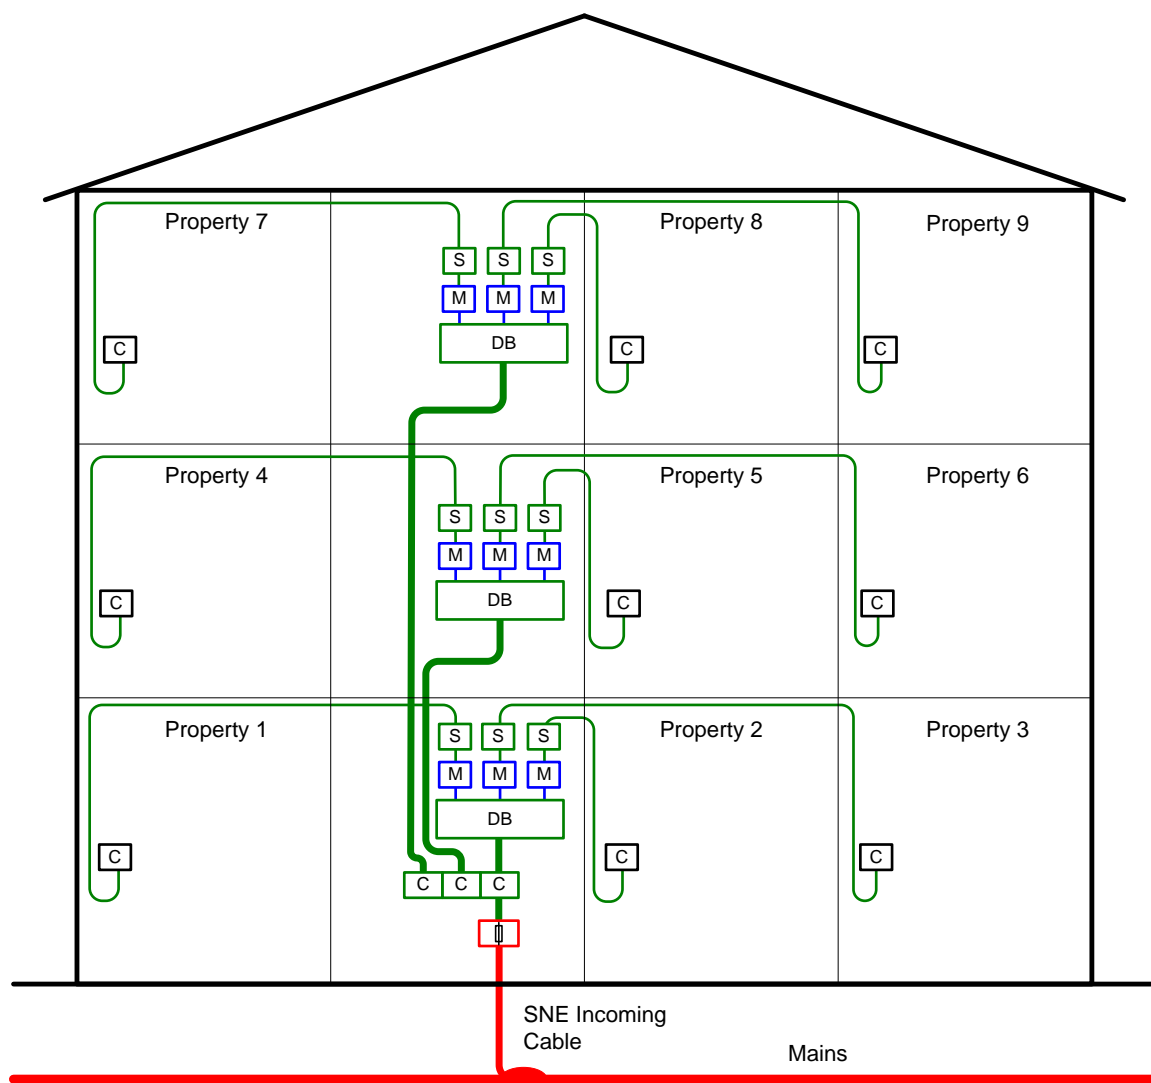 Property 7
Property 8
Property 9
S S S
M M M
DB
C
C
C
Property 4
Property 5
Property 6
S S S
M M M
DB
C
C
C
Property 1
Property 2
Property 3
S S S
M M M
DB
C
C
C
C C C
SNE Incoming
Cable
Mains